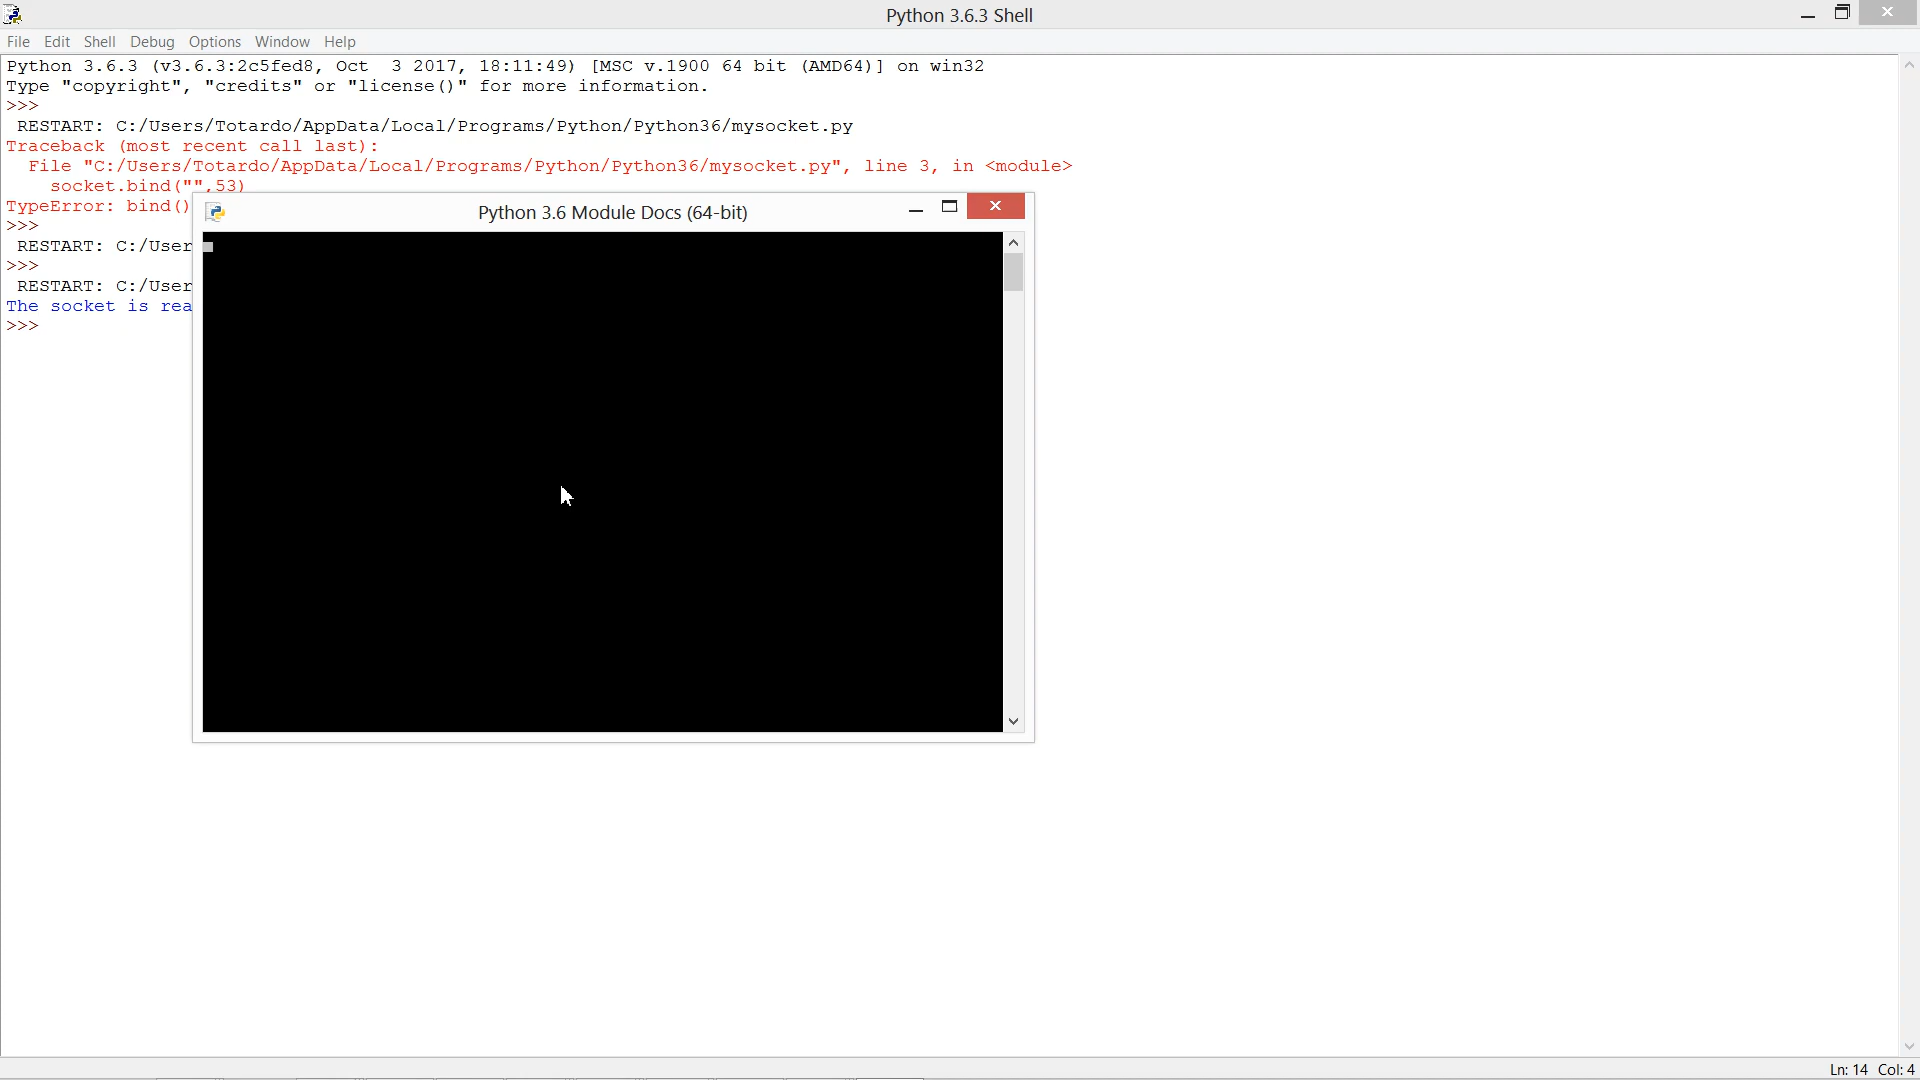 Python 3.6.3 Shell
File Edit Shell Debug Options Window Help
Python 3.6.3 (v3.6.3:2c5fed8, Oct  3 2017, 18:11:49) [MSC v.1900 64 bit (AMD64)] on win32
Type "copyright", "credits" or "license()" for more information.
>>>
 RESTART: C:/Users/Totardo/AppData/Local/Programs/Python/Python36/mysocket.py
Traceback (most recent call last):
  File "C:/Users/Totardo/AppData/Local/Programs/Python/Python36/mysocket.py", line 3, in <module>
    socket.bind("",53)
TypeError: bind()
Python 3.6 Module Docs (64-bit)
>>>
 RESTART: C:/User
>>>
 RESTART: C:/User
The socket is rea
>>>
Ln: 14 Col: 4